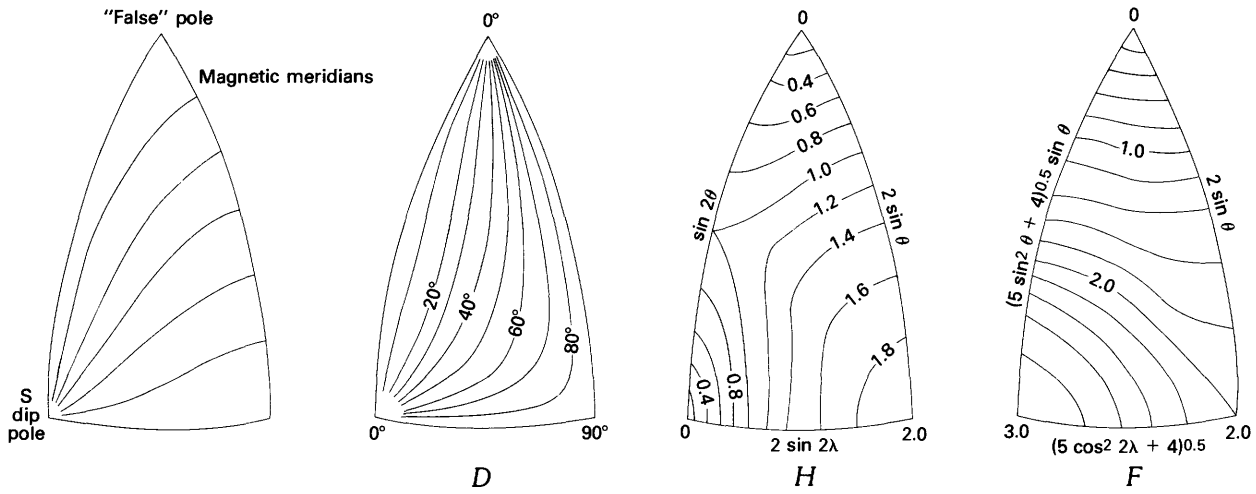 "False" pole
Magnetic meridians
S
dip
pole
0°
20°
40°
60°
80°
0°
90°
D
0
0.4
0.6
0.8
1.0
1.2
1.4
1.6
1.8
0.4
0.8
sin 2θ
2 sin θ
0
2.0
2 sin 2λ
H
0
1.0
2.0
(5 sin² θ + 4)⁰·⁵ sin θ
2 sin θ
3.0
2.0
(5 cos² 2λ + 4)⁰·⁵
F